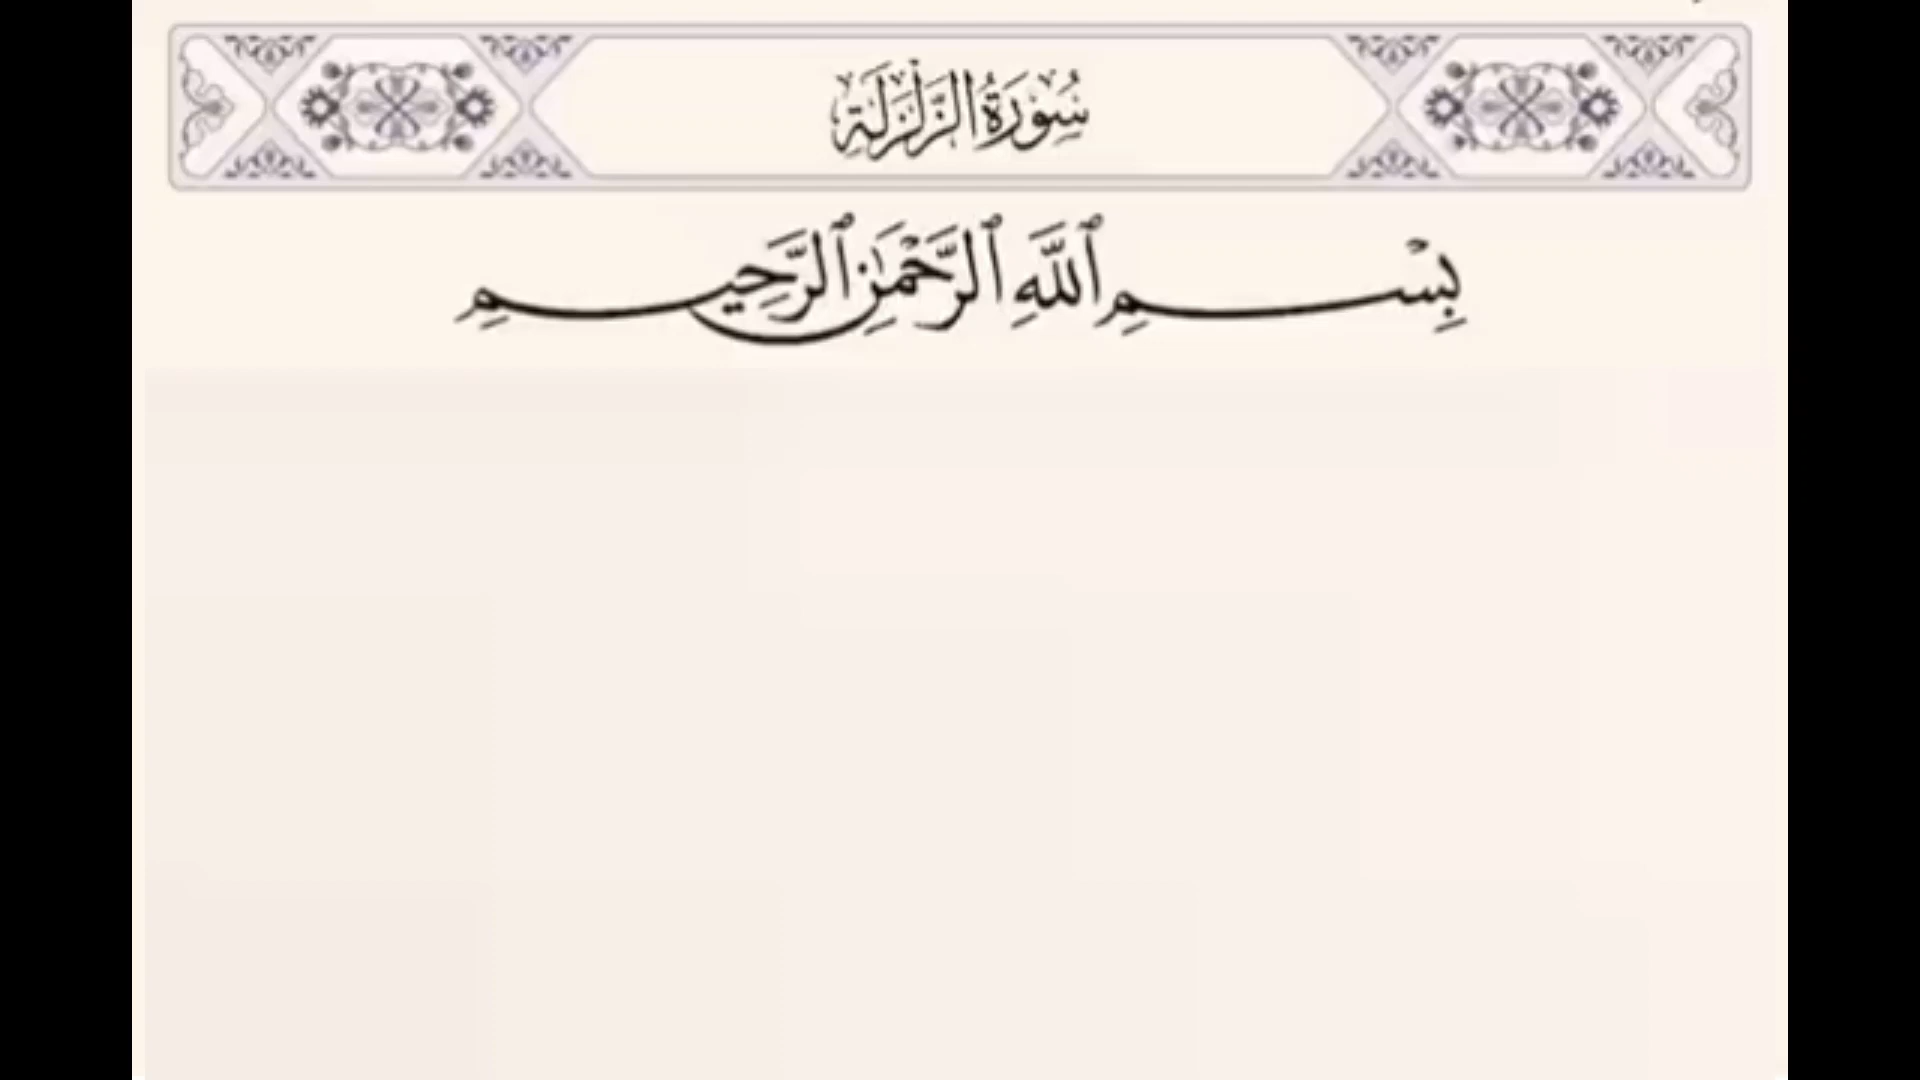 سُورَةُ الزَّلْزَلَةِ
بِسْمِ ٱللَّهِ ٱلرَّحْمَٰنِ ٱلرَّحِيمِ